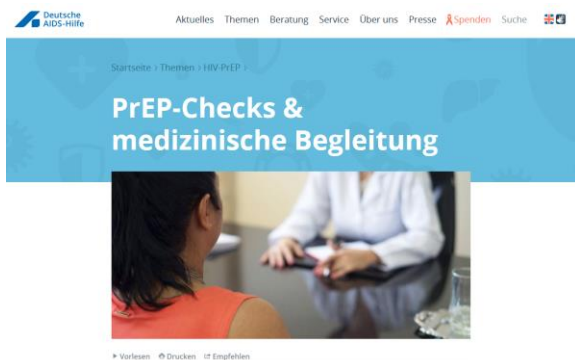 Deutsche
AIDS-Hilfe
Aktuelles Themen Beratung Service Über uns Presse Spenden Suche
Startseite › Themen › HIV-PrEP ›
PrEP-Checks &
medizinische Begleitung
Vorlesen Drucken Empfehlen